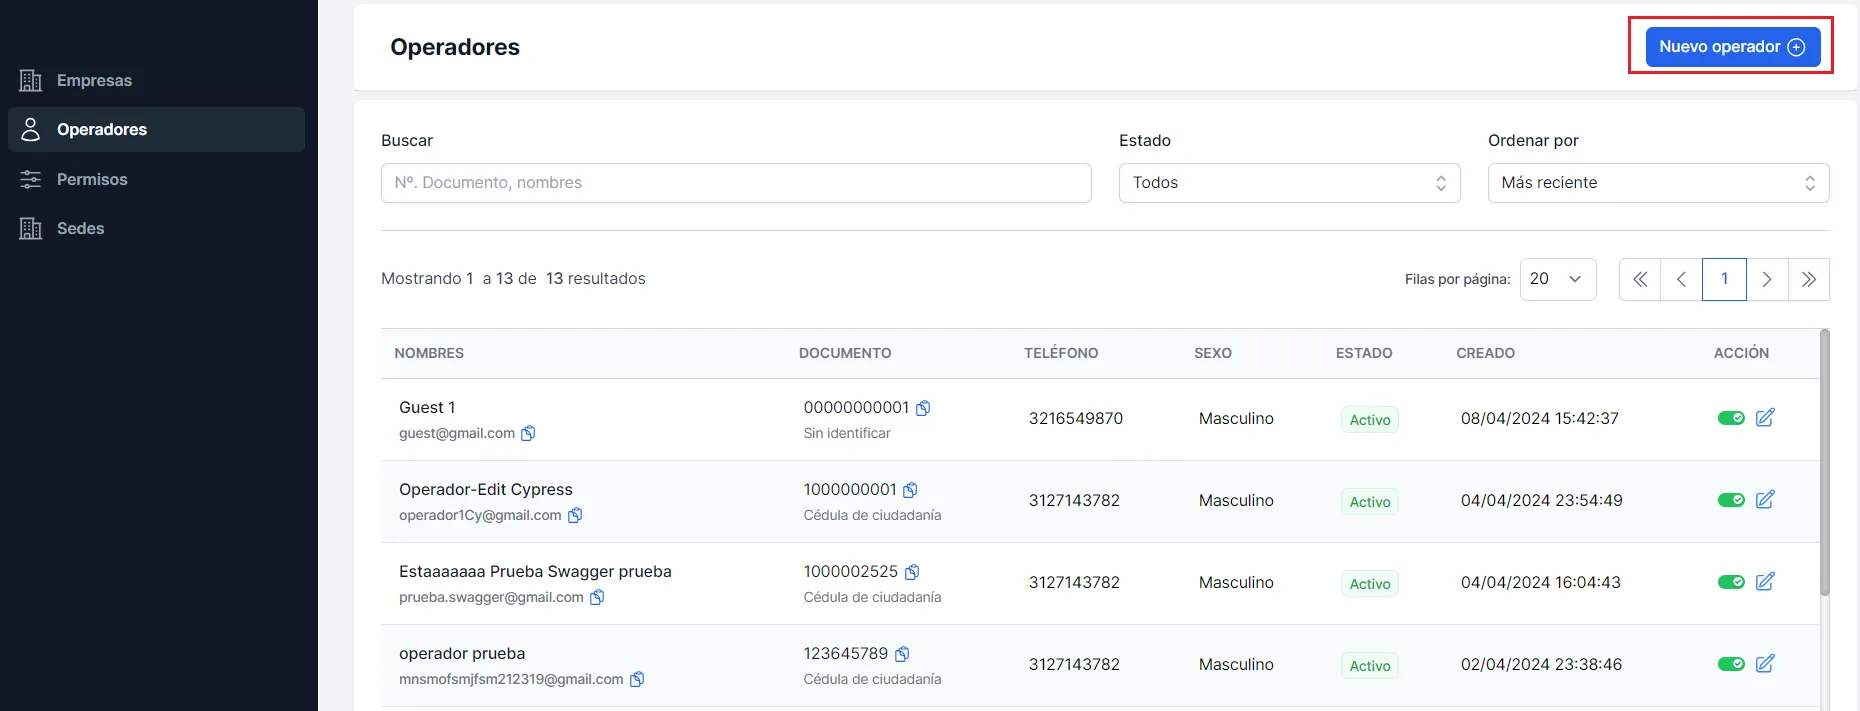 Empresas
Operadores
Permisos
Sedes
Operadores
Nuevo operador
Buscar
Estado
Ordenar por
Nº. Documento, nombres
Todos
Más reciente
Mostrando 1 a 13 de 13 resultados
Filas por página:
20
1
NOMBRES DOCUMENTO TELÉFONO SEXO ESTADO CREADO ACCIÓN
Guest 1
guest@gmail.com
00000000001
Sin identificar
3216549870
Masculino
Activo
08/04/2024 15:42:37
Operador-Edit Cypress
operador1Cy@gmail.com
1000000001
Cédula de ciudadanía
3127143782
Masculino
Activo
04/04/2024 23:54:49
Estaaaaaaa Prueba Swagger prueba
prueba.swagger@gmail.com
1000002525
Cédula de ciudadanía
3127143782
Masculino
Activo
04/04/2024 16:04:43
operador prueba
mnsmofsmjfsm212319@gmail.com
123645789
Cédula de ciudadanía
3127143782
Masculino
Activo
02/04/2024 23:38:46